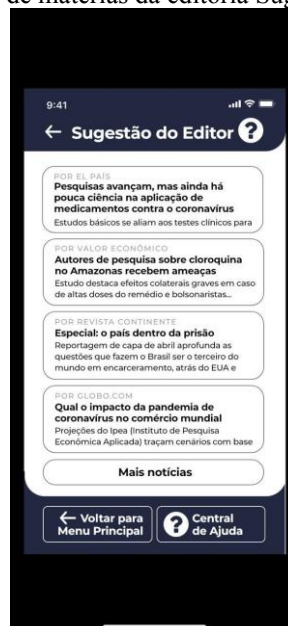 de matérias da editoria Sug
9:41
← Sugestão do Editor ?
POR EL PAÍS
Pesquisas avançam, mas ainda há
pouca ciência na aplicação de
medicamentos contra o coronavírus
Estudos básicos se aliam aos testes clínicos para
POR VALOR ECONÔMICO
Autores de pesquisa sobre cloroquina
no Amazonas recebem ameaças
Estudo destaca efeitos colaterais graves em caso
de altas doses do remédio e bolsonaristas...
POR REVISTA CONTINENTE
Especial: o país dentro da prisão
Reportagem de capa de abril aprofunda as
questões que fazem o Brasil ser o terceiro do
mundo em encarceramento, atrás do EUA e
POR GLOBO.COM
Qual o impacto da pandemia de
coronavírus no comércio mundial
Projeções do Ipea (Instituto de Pesquisa
Econômica Aplicada) traçam cenários com base
Mais notícias
← Voltar para
Menu Principal
? Central
de Ajuda